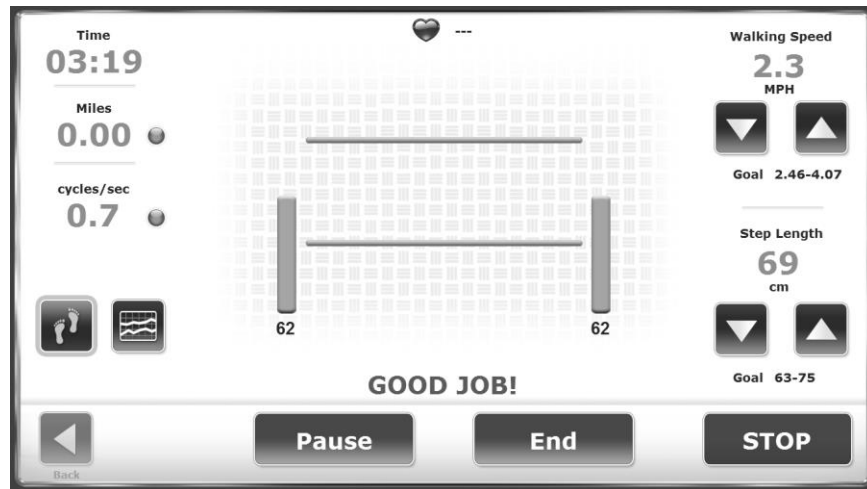 Time
03:19
Miles
0.00
cycles/sec
0.7
---
Walking Speed
2.3
MPH
Goal 2.46-4.07
Step Length
69
cm
Goal 63-75
62
62
GOOD JOB!
Back
Pause
End
STOP